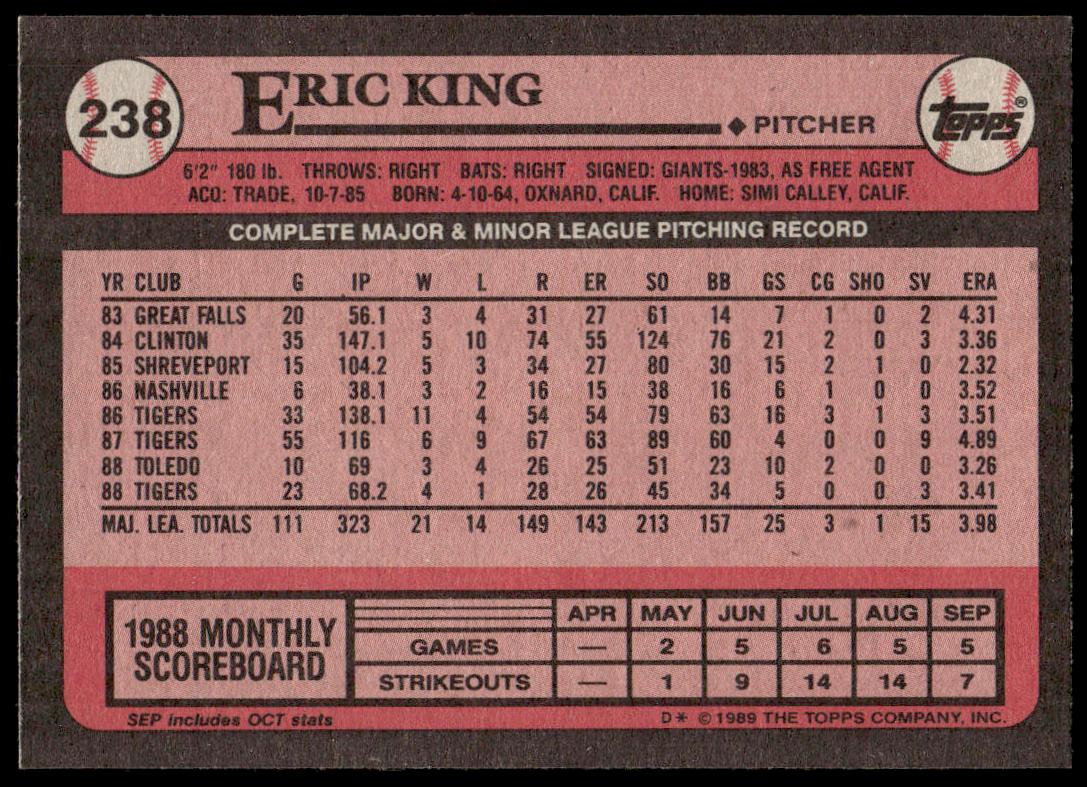 238
ERIC KING
◆ PITCHER
Topps®
6'2" 180 lb. THROWS: RIGHT BATS: RIGHT SIGNED: GIANTS-1983, AS FREE AGENT
ACQ: TRADE, 10-7-85 BORN: 4-10-64, OXNARD, CALIF. HOME: SIMI CALLEY, CALIF.
COMPLETE MAJOR & MINOR LEAGUE PITCHING RECORD
YR CLUB G IP W L R ER SO BB GS CG SHO SV ERA
83 GREAT FALLS 20 56.1 3 4 31 27 61 14 7 1 0 2 4.31
84 CLINTON 35 147.1 5 10 74 55 124 76 21 2 0 3 3.36
85 SHREVEPORT 15 104.2 5 3 34 27 80 30 15 2 1 0 2.32
86 NASHVILLE 6 38.1 3 2 16 15 38 16 6 1 0 0 3.52
86 TIGERS 33 138.1 11 4 54 54 79 63 16 3 1 3 3.51
87 TIGERS 55 116 6 9 67 63 89 60 4 0 0 9 4.89
88 TOLEDO 10 69 3 4 26 25 51 23 10 2 0 0 3.26
88 TIGERS 23 68.2 4 1 28 26 45 34 5 0 0 3 3.41
MAJ. LEA. TOTALS 111 323 21 14 149 143 213 157 25 3 1 15 3.98
1988 MONTHLY
SCOREBOARD
APR MAY JUN JUL AUG SEP
GAMES — 2 5 6 5 5
STRIKEOUTS — 1 9 14 14 7
SEP includes OCT stats
D* © 1989 THE TOPPS COMPANY, INC.